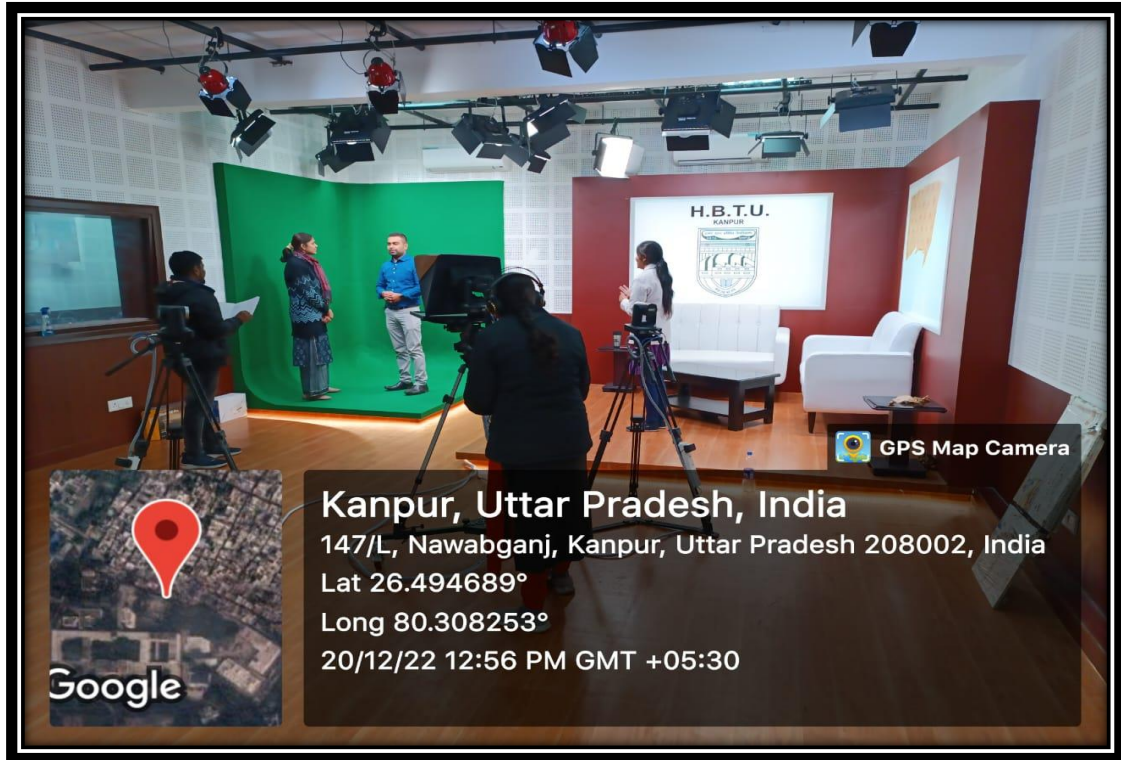 H.B.T.U.
KANPUR
GPS Map Camera
Kanpur, Uttar Pradesh, India
147/L, Nawabganj, Kanpur, Uttar Pradesh 208002, India
Lat 26.494689°
Long 80.308253°
20/12/22 12:56 PM GMT +05:30
Google